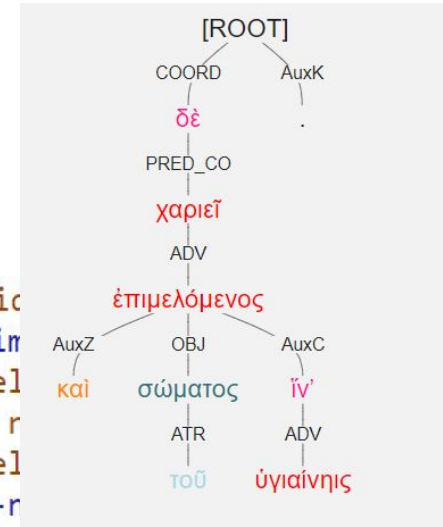 [ROOT]
COORD AuxK
δὲ .
PRED_CO
χαριεῖ
ADV
ἐπιμελόμενος
AuxZ OBJ AuxC
καὶ σώματος ἵν’
ATR ADV
τοῦ ὑγιαίνηις